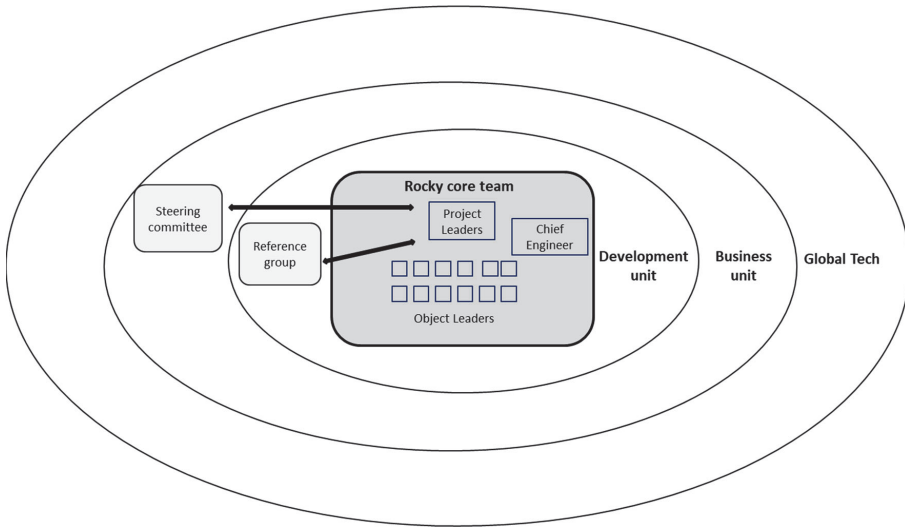 Rocky core team
Steering
committee
Project
Leaders
Reference
group
Chief
Engineer
Development
unit
Business
unit
Global Tech
Object Leaders